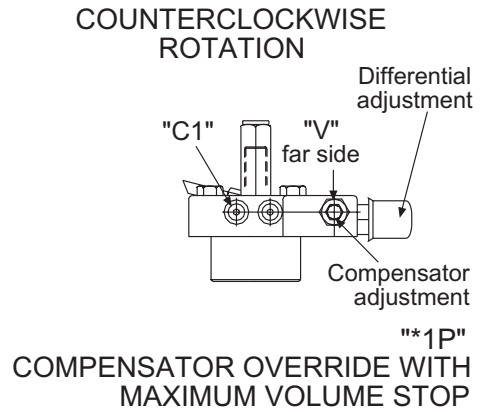 COUNTERCLOCKWISE
ROTATION
Differential
adjustment
"C1"
"V"
far side
Compensator
adjustment
"*1P"
COMPENSATOR OVERRIDE WITH
MAXIMUM VOLUME STOP